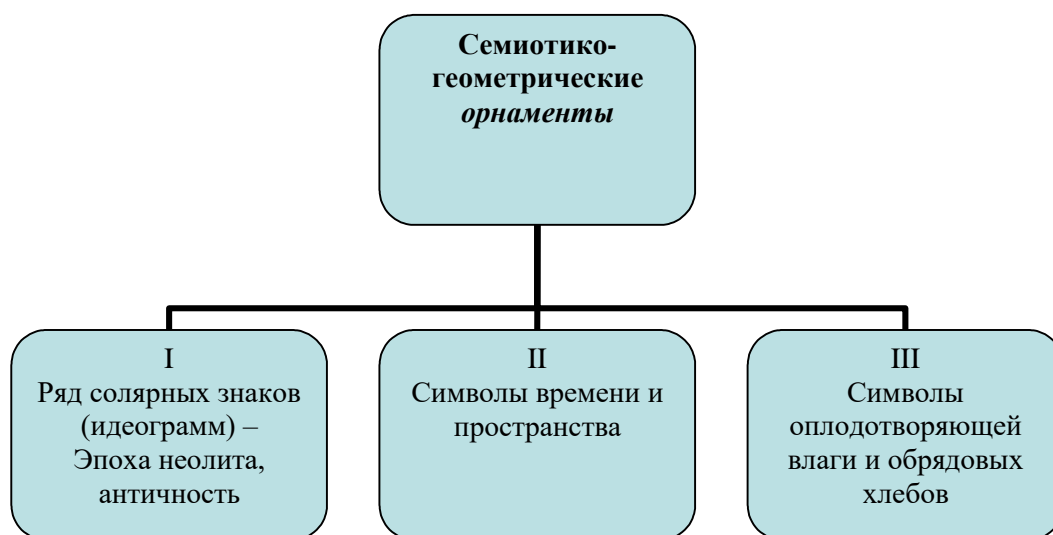 Семиотико-
геометрические
орнаменты
I
Ряд солярных знаков
(идеограмм) –
Эпоха неолита,
античность
II
Символы времени и
пространства
III
Символы
оплодотворяющей
влаги и обрядовых
хлебов